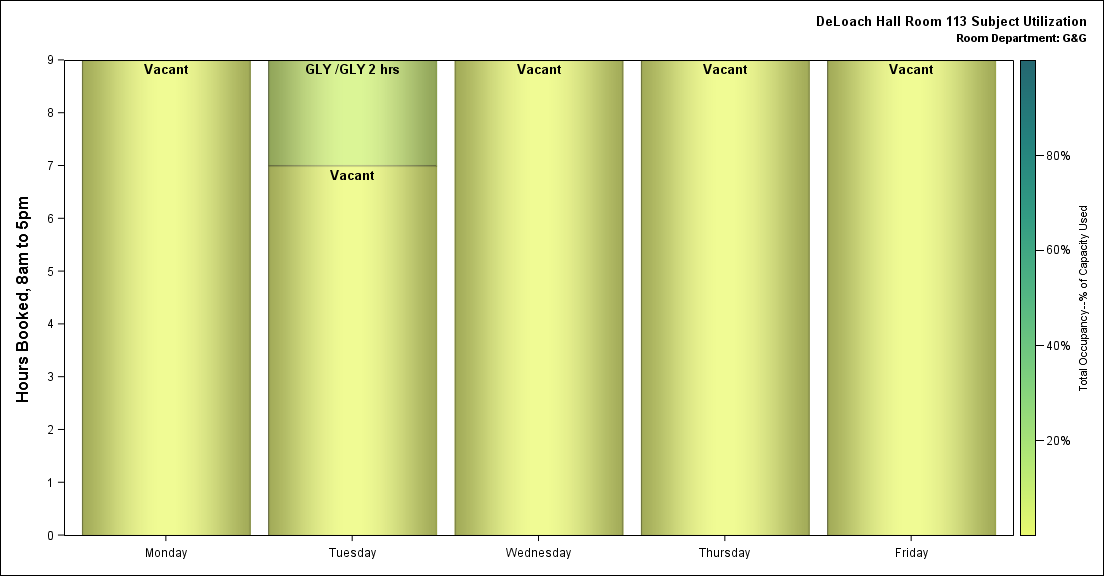 DeLoach Hall Room 113 Subject Utilization
Room Department: G&G
Hours Booked, 8am to 5pm
9
8
7
6
5
4
3
2
1
0
Vacant
GLY /GLY 2 hrs
Vacant
Vacant
Vacant
Vacant
Monday
Tuesday
Wednesday
Thursday
Friday
80%
60%
40%
20%
Total Occupancy--% of Capacity Used